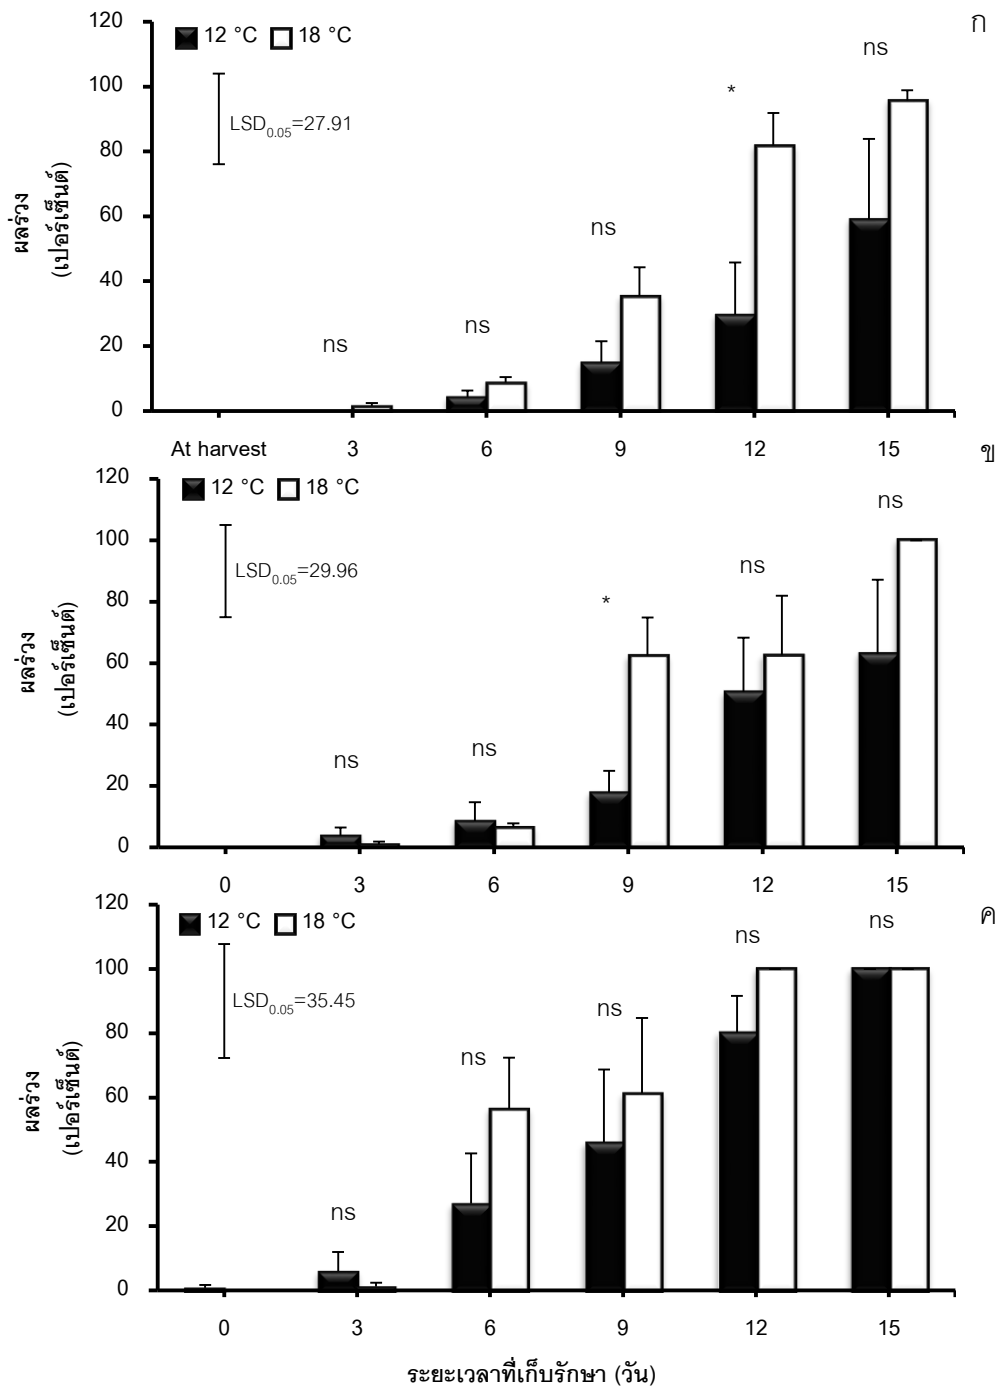 ก
12 °C 18 °C
120
100
80
60
40
20
0
ผลร่วง
(เปอร์เซ็นต์)
LSD0.05=27.91
ns
ns
ns
*
ns
At harvest 3 6 9 12 15
ข
12 °C 18 °C
120
100
80
60
40
20
0
ผลร่วง
(เปอร์เซ็นต์)
LSD0.05=29.96
ns
ns
*
ns
ns
0 3 6 9 12 15
ค
12 °C 18 °C
120
100
80
60
40
20
0
ผลร่วง
(เปอร์เซ็นต์)
LSD0.05=35.45
ns
ns
ns
ns
ns
0 3 6 9 12 15
ระยะเวลาที่เก็บรักษา (วัน)